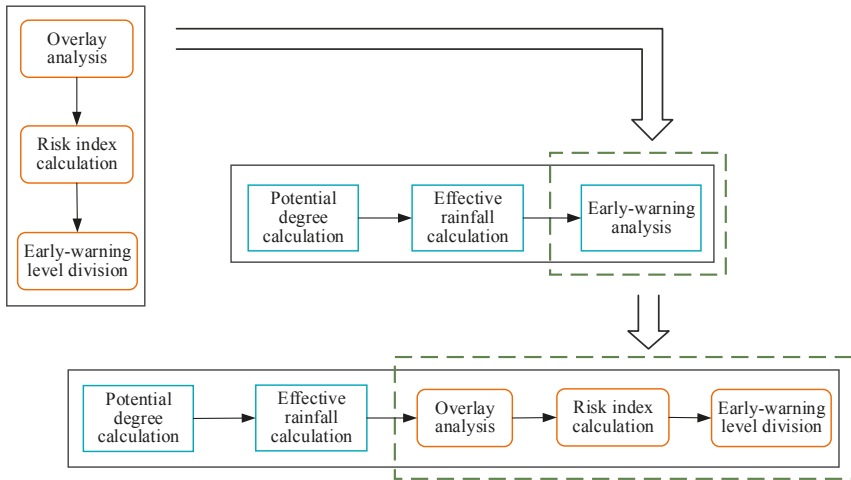 Overlay
analysis
Risk index
calculation
Early-warning
level division
Potential
degree
calculation
Effective
rainfall
calculation
Early-warning
analysis
Potential
degree
calculation
Effective
rainfall
calculation
Overlay
analysis
Risk index
calculation
Early-warning
level division